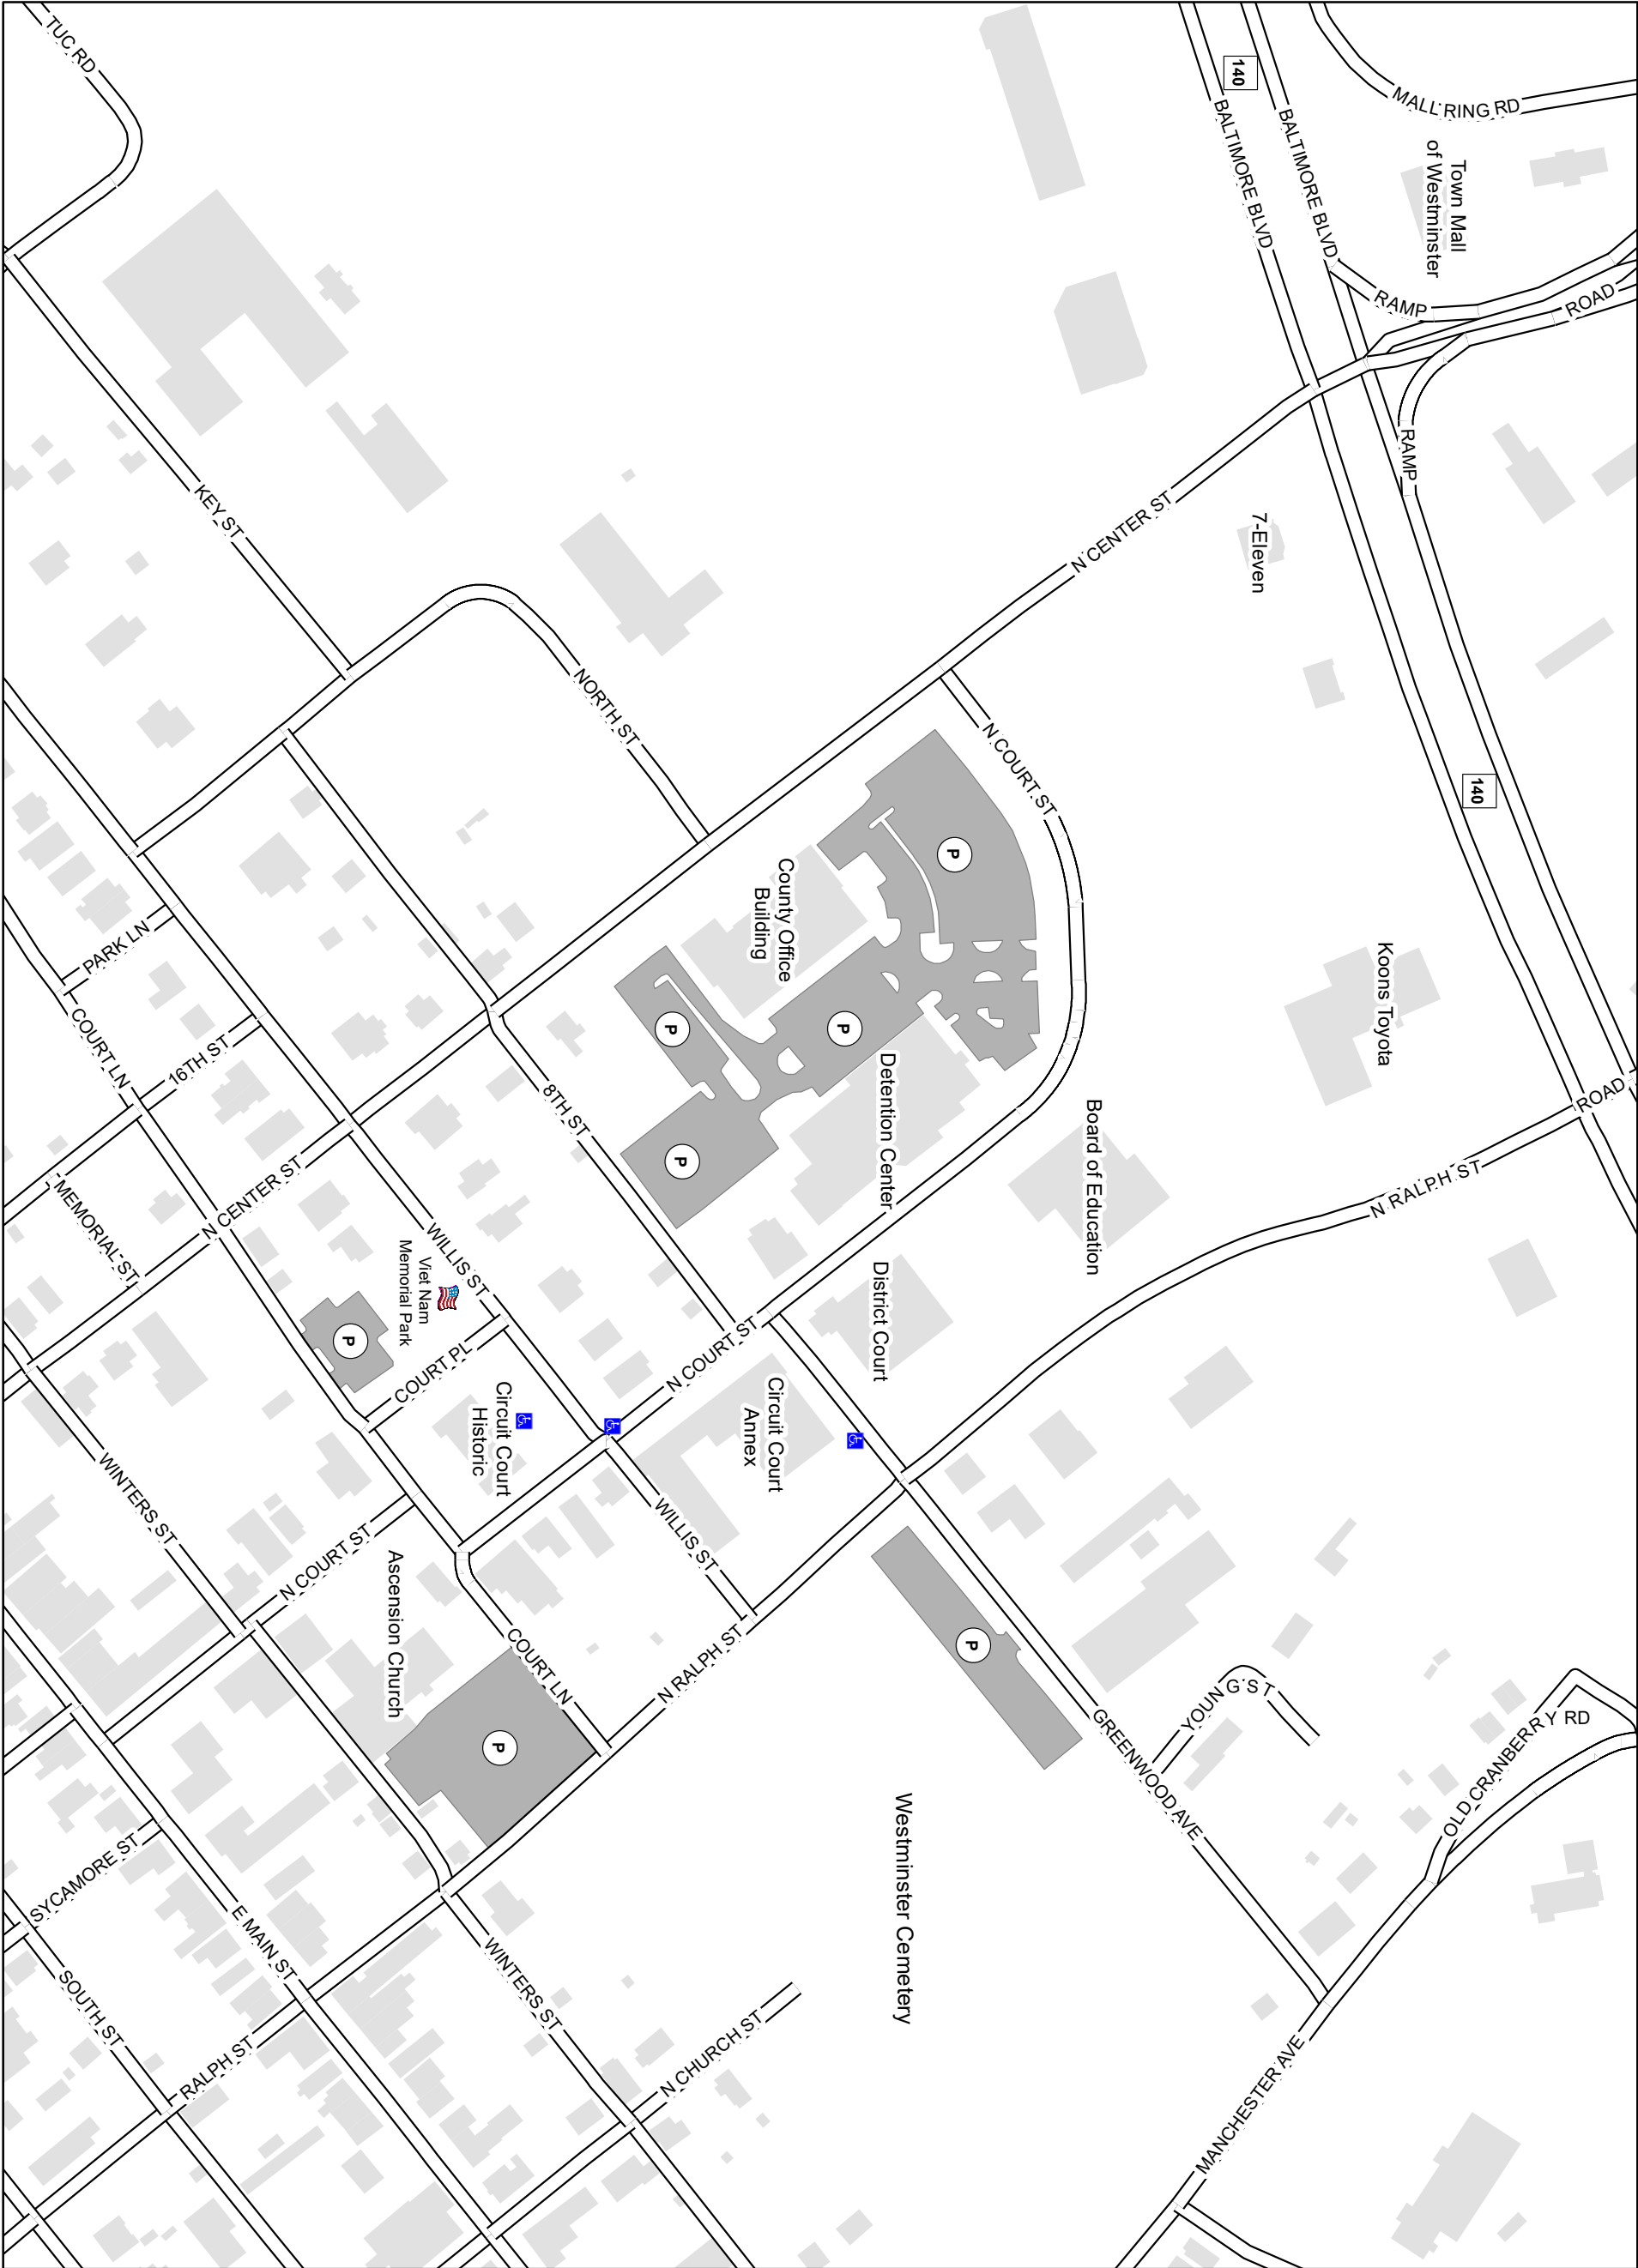 TUC RD
140
BALTIMORE BLVD
BALTIMORE BLVD
MALL RING RD
Town Mall
of Westminster
RAMP
ROAD
RAMP
KEY ST
N CENTER ST
7-Eleven
NORTH ST
N COURT ST
140
P
County Office
Building
P
P
P
PARK LN
COURT LN
16TH ST
8TH ST
Detention Center
Koons Toyota
ROAD
Board of Education
N RALPH ST
MEMORIAL ST
N CENTER ST
WILLIS ST
Viet Nam
Memorial Park
P
COURT PL
N COURT ST
District Court
Circuit Court
Annex
Circuit Court
Historic
WINTERS ST
N COURT ST
WILLIS ST
Ascension Church
COURT LN
N RALPH ST
P
P
YOUNG ST
OLD CRANBERRY RD
GREENWOOD AVE
Westminster Cemetery
SYCAMORE ST
E MAIN ST
SOUTH ST
WINTERS ST
RALPH ST
N CHURCH ST
MANCHESTER AVE